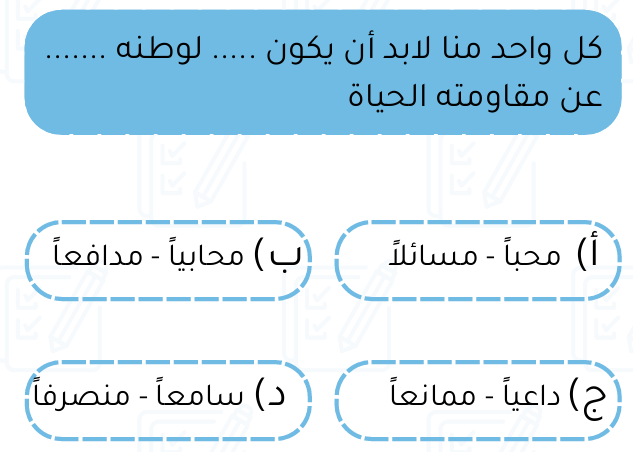 كل واحد منا لابد أن يكون ..... لوطنه .......
عن مقاومته الحياة
أ) محباً - مسائلاً
ب) محابياً - مدافعاً
ج) داعياً - ممانعاً
د) سامعاً - منصرفاً